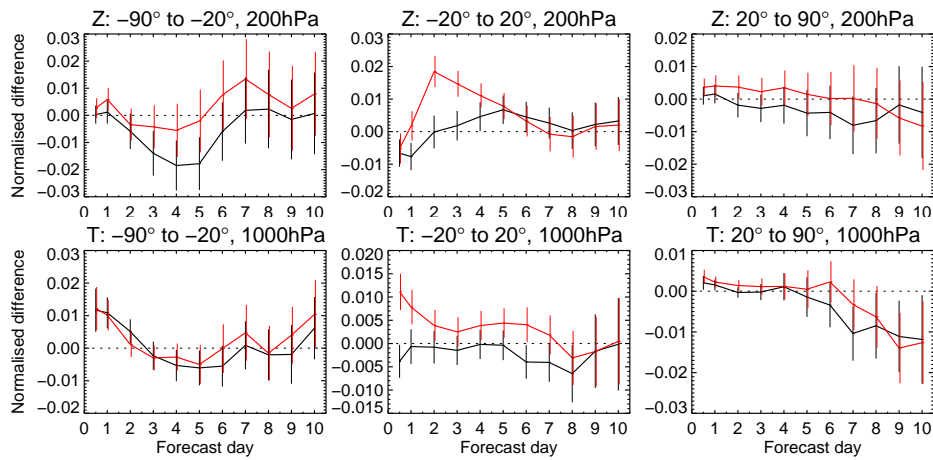 Z: −90° to −20°, 200hPa
Z: −20° to 20°, 200hPa
Z: 20° to 90°, 200hPa
Normalised difference
0.03
0.02
0.01
0.00
−0.01
−0.02
−0.03
0 1 2 3 4 5 6 7 8 9 10
0.03
0.02
0.01
0.00
−0.01
−0.02
0 1 2 3 4 5 6 7 8 9 10
0.02
0.01
0.00
−0.01
−0.02
−0.03
0 1 2 3 4 5 6 7 8 9 10
T: −90° to −20°, 1000hPa
T: −20° to 20°, 1000hPa
T: 20° to 90°, 1000hPa
Normalised difference
0.03
0.02
0.01
0.00
−0.01
−0.02
0 1 2 3 4 5 6 7 8 9 10
Forecast day
0.020
0.015
0.010
0.005
0.000
−0.005
−0.010
−0.015
0 1 2 3 4 5 6 7 8 9 10
Forecast day
0.01
0.00
−0.01
−0.02
−0.03
0 1 2 3 4 5 6 7 8 9 10
Forecast day